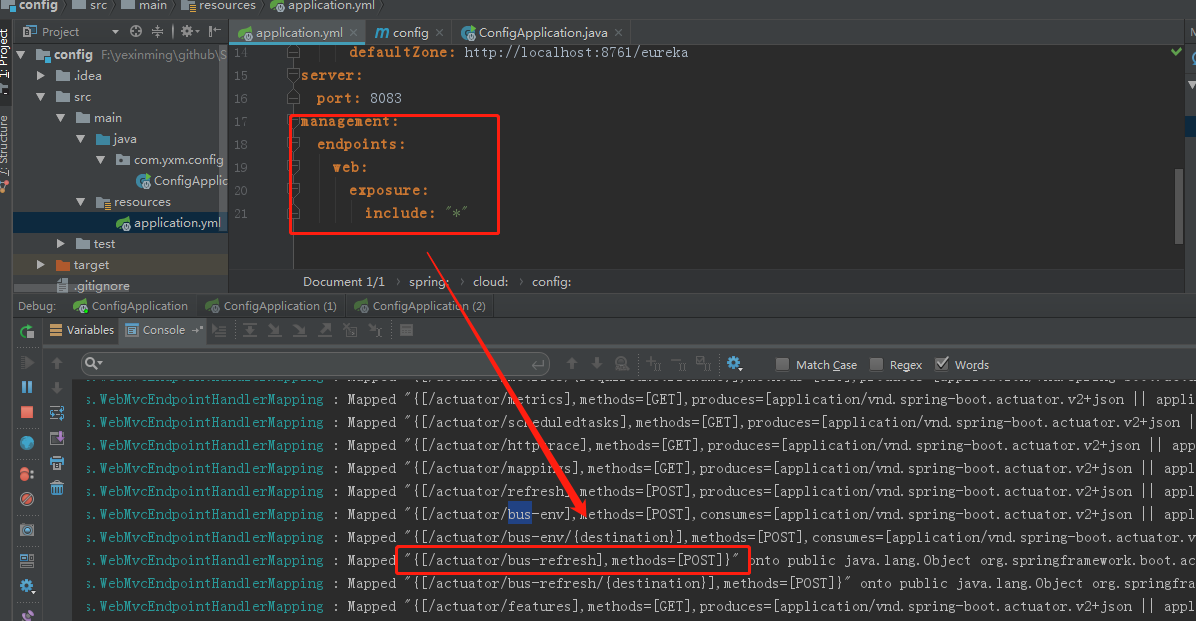 config src main resources application.yml
Project application.yml config ConfigApplication.java
config F:\yexinming\github\S
.idea
src
main
java
com.yxm.config
ConfigApplic
resources
application.yml
test
target
.gitignore
1: Project
7: Structure
14 defaultZone: http://localhost:8761/eureka
15 server:
16 port: 8083
17 management:
18 endpoints:
19 web:
20 exposure:
21 include: "*"
Document 1/1 spring: cloud: config:
Debug: ConfigApplication ConfigApplication (1) ConfigApplication (2)
Variables Console
Match Case Regex Words
s.WebMvcEndpointHandlerMapping : Mapped "{[/actuator/metrics],methods=[GET],produces=[application/vnd.spring-boot.actuator.v2+json || appli
s.WebMvcEndpointHandlerMapping : Mapped "{[/actuator/scheduledtasks],methods=[GET],produces=[application/vnd.spring-boot.actuator.v2+json |
s.WebMvcEndpointHandlerMapping : Mapped "{[/actuator/httptrace],methods=[GET],produces=[application/vnd.spring-boot.actuator.v2+json || app
s.WebMvcEndpointHandlerMapping : Mapped "{[/actuator/mappings],methods=[GET],produces=[application/vnd.spring-boot.actuator.v2+json || appl
s.WebMvcEndpointHandlerMapping : Mapped "{[/actuator/refresh],methods=[POST],produces=[application/vnd.spring-boot.actuator.v2+json || appl
s.WebMvcEndpointHandlerMapping : Mapped "{[/actuator/bus-env],methods=[POST],consumes=[application/vnd.spring-boot.actuator.v2+json || appl
s.WebMvcEndpointHandlerMapping : Mapped "{[/actuator/bus-env/{destination}],methods=[POST],consumes=[application/vnd.spring-boot.actuator.v
s.WebMvcEndpointHandlerMapping : Mapped "{[/actuator/bus-refresh],methods=[POST]}" onto public java.lang.Object org.springframework.boot.ac
s.WebMvcEndpointHandlerMapping : Mapped "{[/actuator/bus-refresh/{destination}],methods=[POST]}" onto public java.lang.Object org.springfra
s.WebMvcEndpointHandlerMapping : Mapped "{[/actuator/features],methods=[GET],produces=[application/vnd.spring-boot.actuator.v2+json || appl